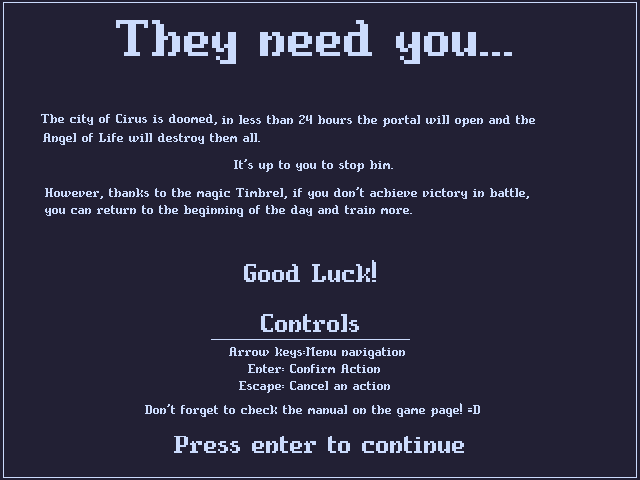 They need you...
The city of Cirus is doomed, in less than 24 hours the portal will open and the
Angel of Life will destroy them all.
It's up to you to stop him.
However, thanks to the magic Timbrel, if you don't achieve victory in battle,
you can return to the beginning of the day and train more.
Good Luck!
Controls
Arrow keys:Menu navigation
Enter: Confirm Action
Escape: Cancel an action
Don't forget to check the manual on the game page! =D
Press enter to continue